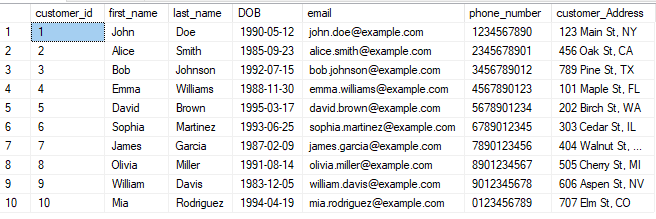 customer_id first_name last_name DOB email phone_number customer_Address
1 1 John Doe 1990-05-12 john.doe@example.com 1234567890 123 Main St, NY
2 2 Alice Smith 1985-09-23 alice.smith@example.com 2345678901 456 Oak St, CA
3 3 Bob Johnson 1992-07-15 bob.johnson@example.com 3456789012 789 Pine St, TX
4 4 Emma Williams 1988-11-30 emma.williams@example.com 4567890123 101 Maple St, FL
5 5 David Brown 1995-03-17 david.brown@example.com 5678901234 202 Birch St, WA
6 6 Sophia Martinez 1993-06-25 sophia.martinez@example.com 6789012345 303 Cedar St, IL
7 7 James Garcia 1987-02-09 james.garcia@example.com 7890123456 404 Walnut St, ...
8 8 Olivia Miller 1991-08-14 olivia.miller@example.com 8901234567 505 Cherry St, MI
9 9 William Davis 1983-12-05 william.davis@example.com 9012345678 606 Aspen St, NV
10 10 Mia Rodriguez 1994-04-19 mia.rodriguez@example.com 0123456789 707 Elm St, CO